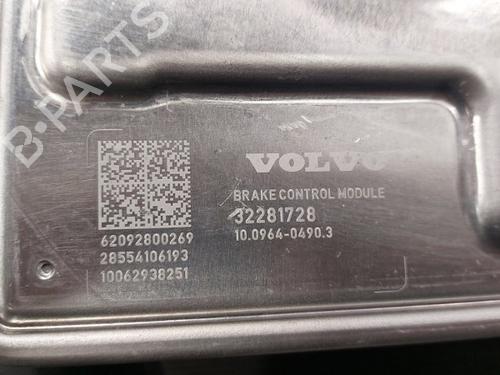 B-PARTS
VOLVO
BRAKE CONTROL MODULE
32281728
10.0964-0490.3
62092800269
28554106193
10062938251